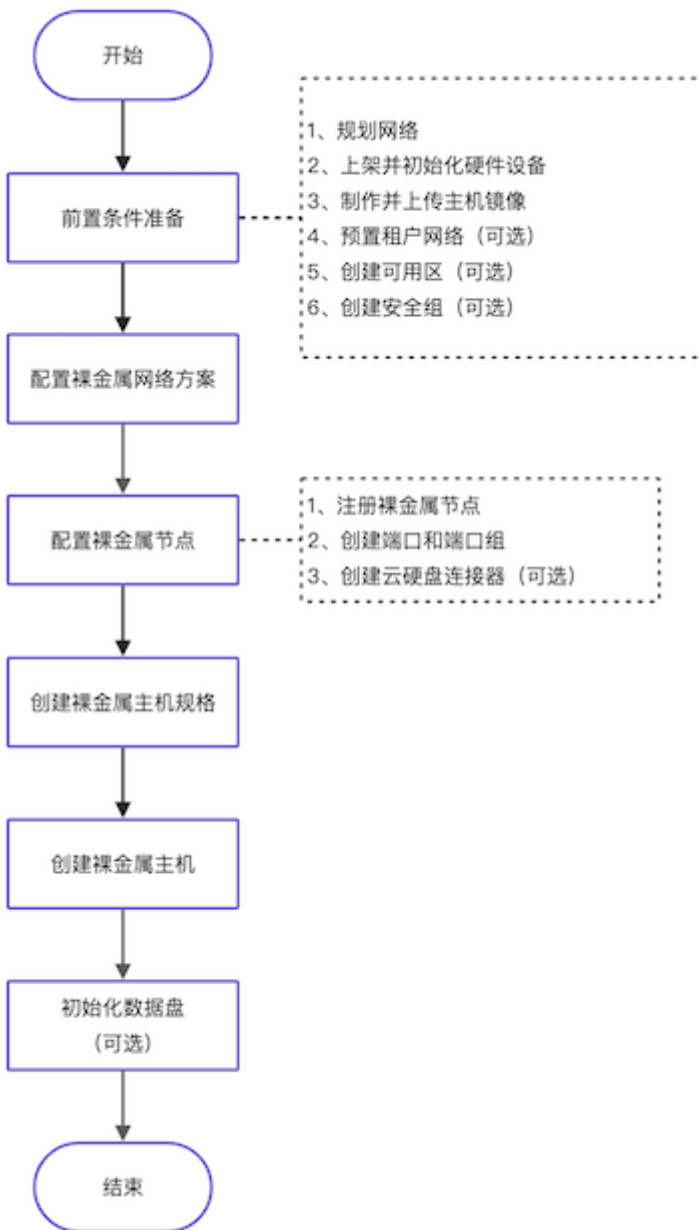 开始
前置条件准备
1、规划网络
2、上架并初始化硬件设备
3、制作并上传主机镜像
4、预置租户网络（可选）
5、创建可用区（可选）
6、创建安全组（可选）
配置裸金属网络方案
配置裸金属节点
1、注册裸金属节点
2、创建端口和端口组
3、创建云硬盘连接器（可选）
创建裸金属主机规格
创建裸金属主机
初始化数据盘
（可选）
结束